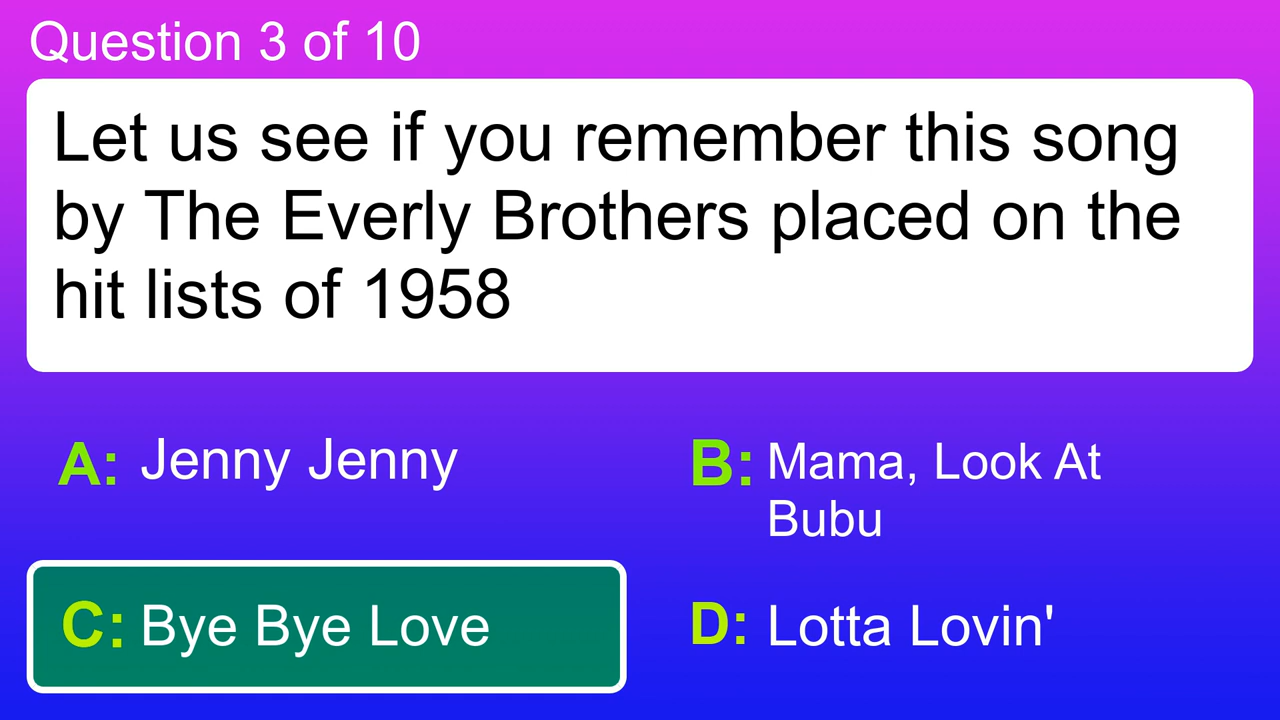 Question 3 of 10
Let us see if you remember this song
by The Everly Brothers placed on the
hit lists of 1958
A: Jenny Jenny
B: Mama, Look At
Bubu
C: Bye Bye Love
D: Lotta Lovin'